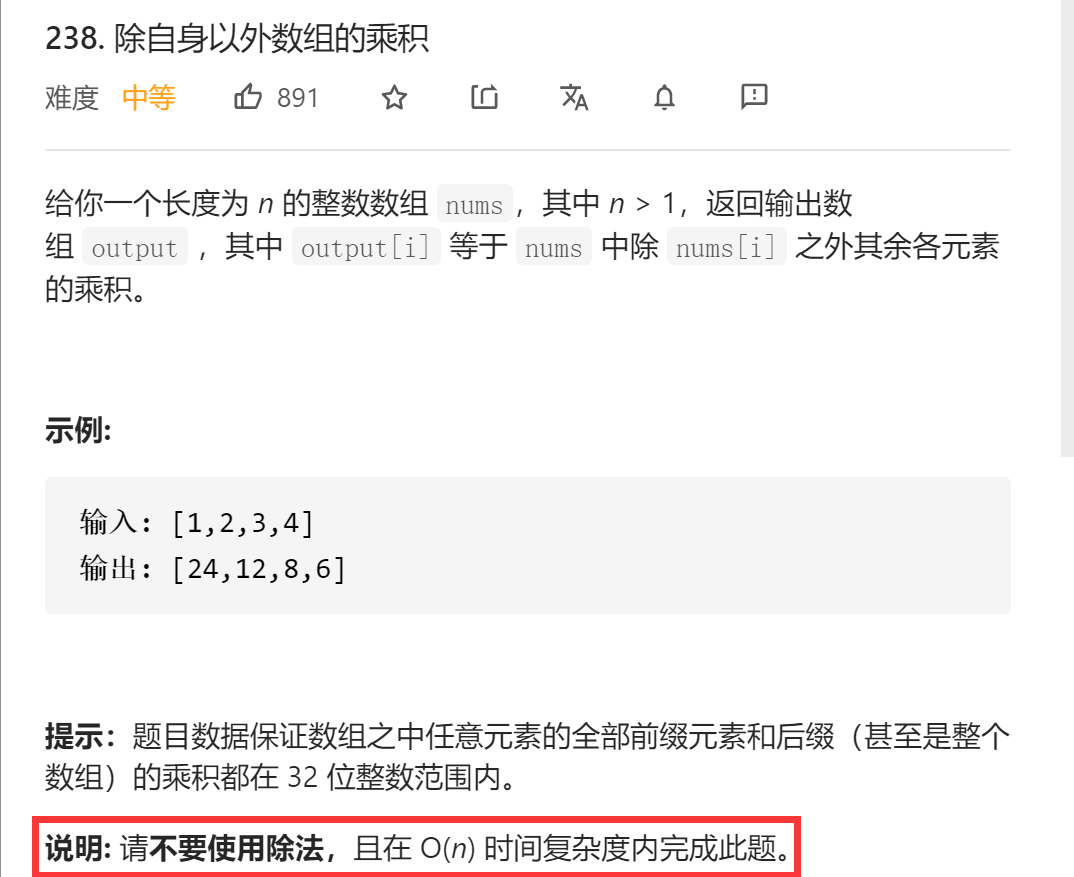 238. 除自身以外数组的乘积
难度 中等 891
给你一个长度为 n 的整数数组 nums，其中 n > 1，返回输出数
组 output ，其中 output[i] 等于 nums 中除 nums[i] 之外其余各元素
的乘积。
示例:
输入: [1,2,3,4]
输出: [24,12,8,6]
提示：题目数据保证数组之中任意元素的全部前缀元素和后缀（甚至是整个
数组）的乘积都在 32 位整数范围内。
说明: 请不要使用除法，且在 O(n) 时间复杂度内完成此题。